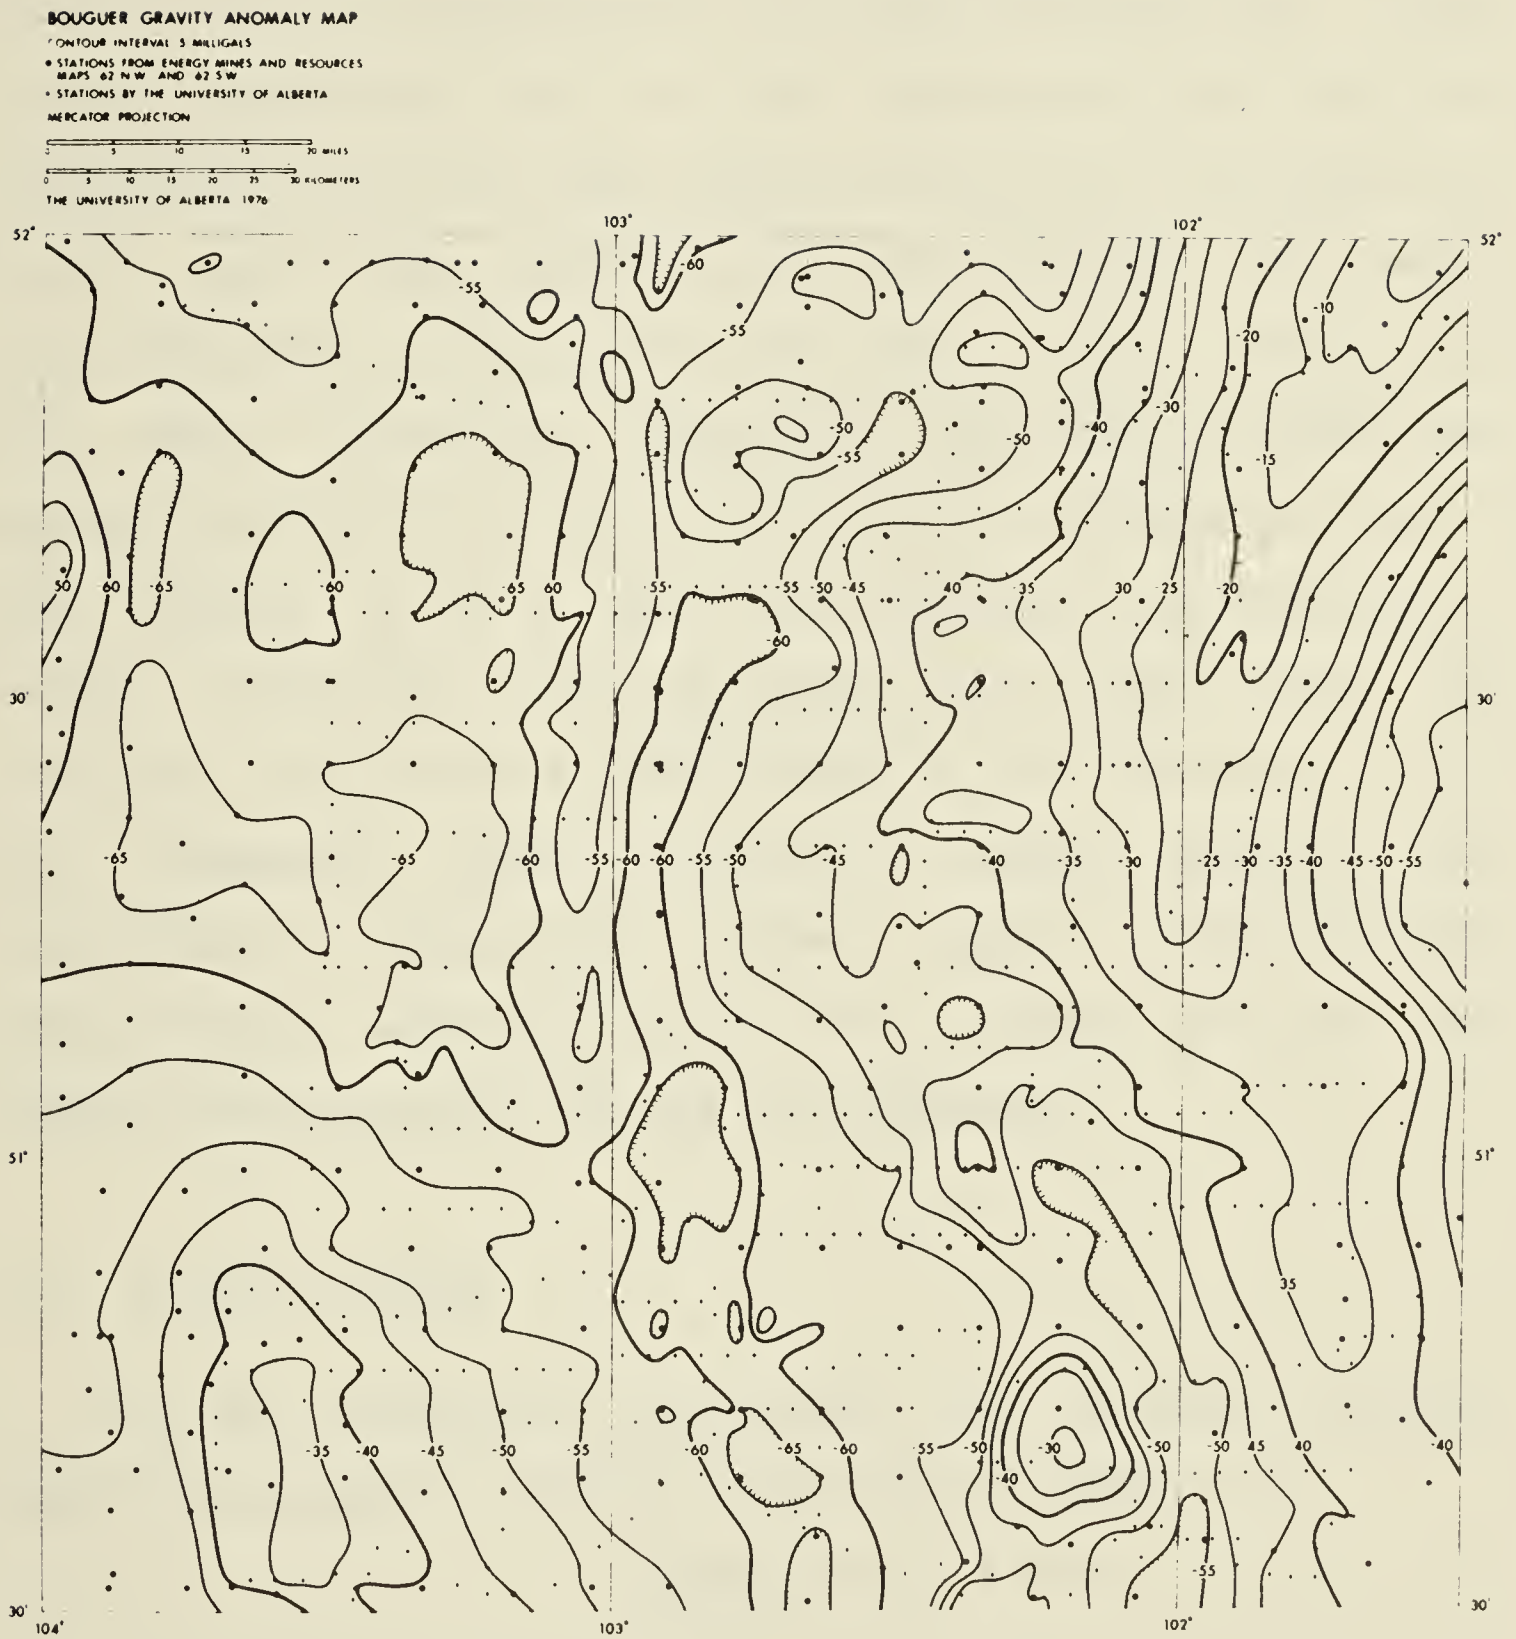 BOUGUER GRAVITY ANOMALY MAP
CONTOUR INTERVAL 5 MILLIGALS
• STATIONS FROM ENERGY MINES AND RESOURCES
MAPS 62 N W AND 62 S W
• STATIONS BY THE UNIVERSITY OF ALBERTA
MERCATOR PROJECTION
0 5 10 15 20 MILES
0 5 10 15 20 25 30 KILOMETERS
THE UNIVERSITY OF ALBERTA 1976
103° 102°
52° 52°
-60
-55
-10
-55 -20
-30
-50 -40 -50
-55 -15
50 60 -65 -60 -65 60 -55 -55 -50 -45 40 -35 30 -25 -20
-60
30' 30'
-65 -65 -60 -55 -60 -60 -55 -50 -45 -40 -35 -30 -25 -30 -35 -40 -45 -50 -55
51° 51°
35
-35 -40 -45 -50 -55 -60 -65 -60 -55 -50 -30 -50 -50 45 40 -40
-40
-55
30' 30'
104° 103° 102°